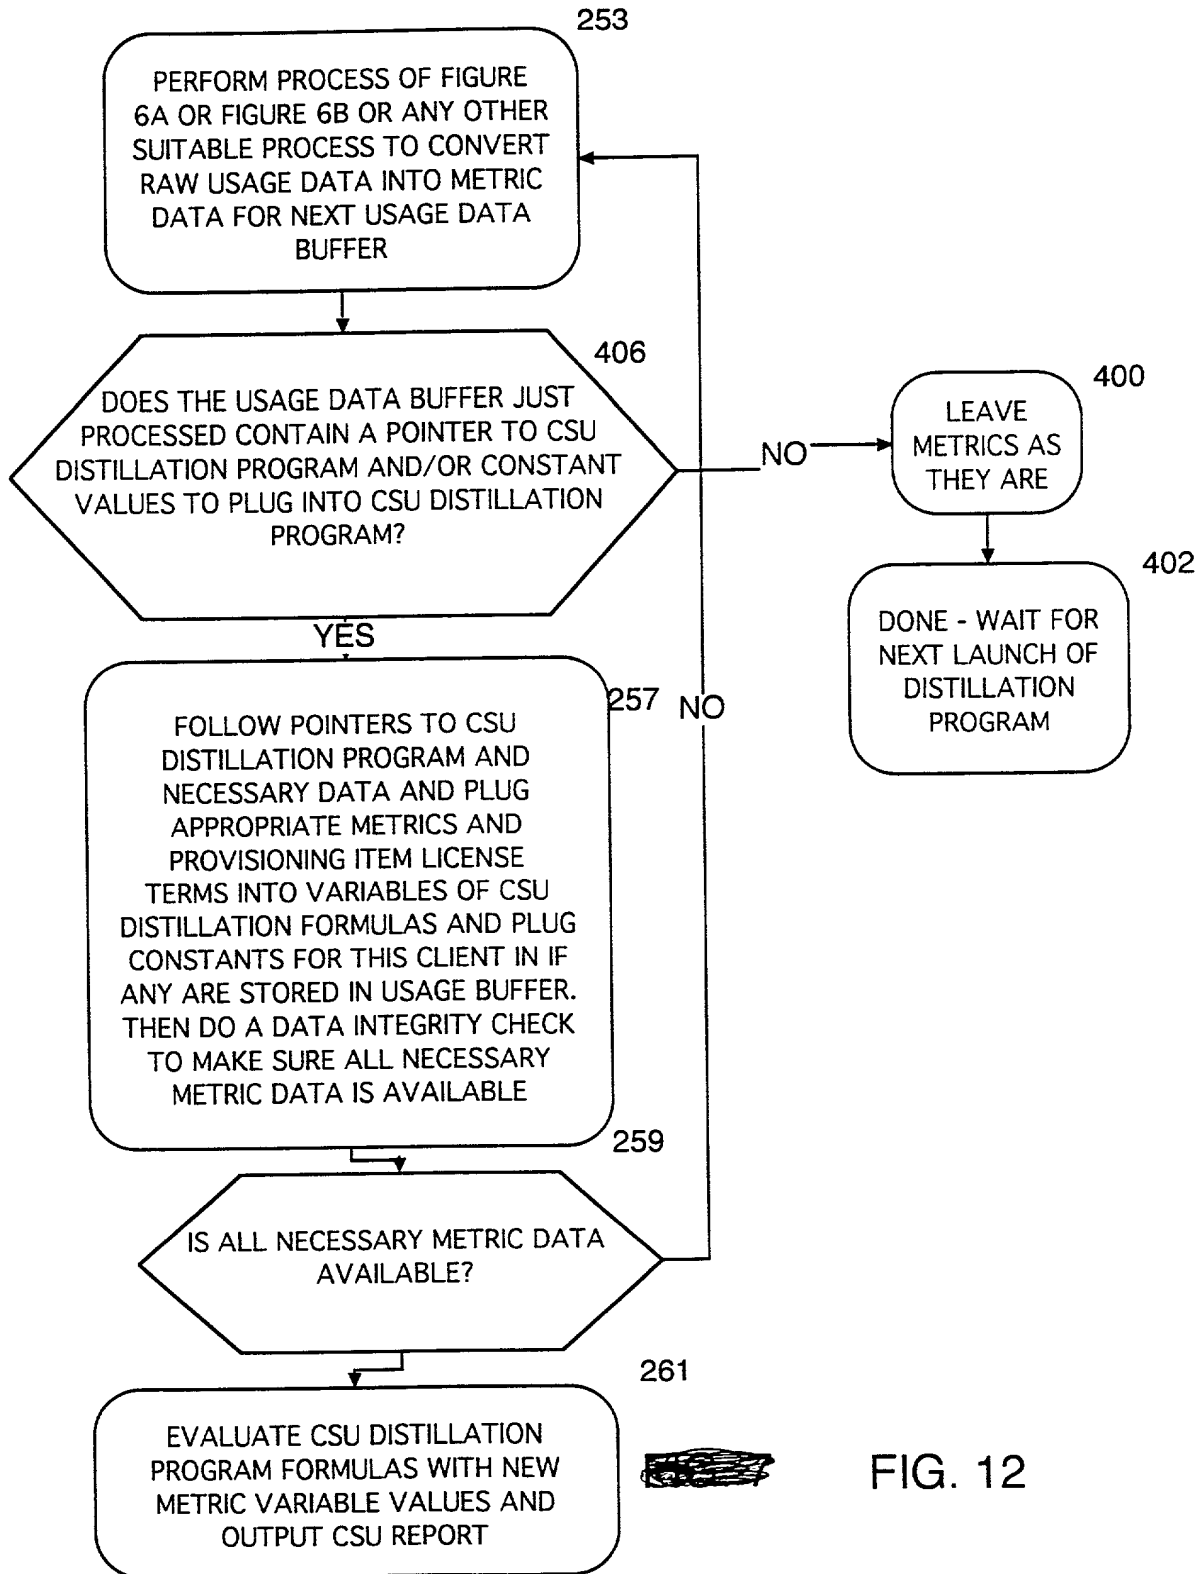 253
PERFORM PROCESS OF FIGURE
6A OR FIGURE 6B OR ANY OTHER
SUITABLE PROCESS TO CONVERT
RAW USAGE DATA INTO METRIC
DATA FOR NEXT USAGE DATA
BUFFER
406
DOES THE USAGE DATA BUFFER JUST
PROCESSED CONTAIN A POINTER TO CSU
DISTILLATION PROGRAM AND/OR CONSTANT
VALUES TO PLUG INTO CSU DISTILLATION
PROGRAM?
NO
400
LEAVE
METRICS AS
THEY ARE
402
DONE - WAIT FOR
NEXT LAUNCH OF
DISTILLATION
PROGRAM
YES
257
NO
FOLLOW POINTERS TO CSU
DISTILLATION PROGRAM AND
NECESSARY DATA AND PLUG
APPROPRIATE METRICS AND
PROVISIONING ITEM LICENSE
TERMS INTO VARIABLES OF CSU
DISTILLATION FORMULAS AND PLUG
CONSTANTS FOR THIS CLIENT IN IF
ANY ARE STORED IN USAGE BUFFER.
THEN DO A DATA INTEGRITY CHECK
TO MAKE SURE ALL NECESSARY
METRIC DATA IS AVAILABLE
259
IS ALL NECESSARY METRIC DATA
AVAILABLE?
261
EVALUATE CSU DISTILLATION
PROGRAM FORMULAS WITH NEW
METRIC VARIABLE VALUES AND
OUTPUT CSU REPORT
FIG. 12